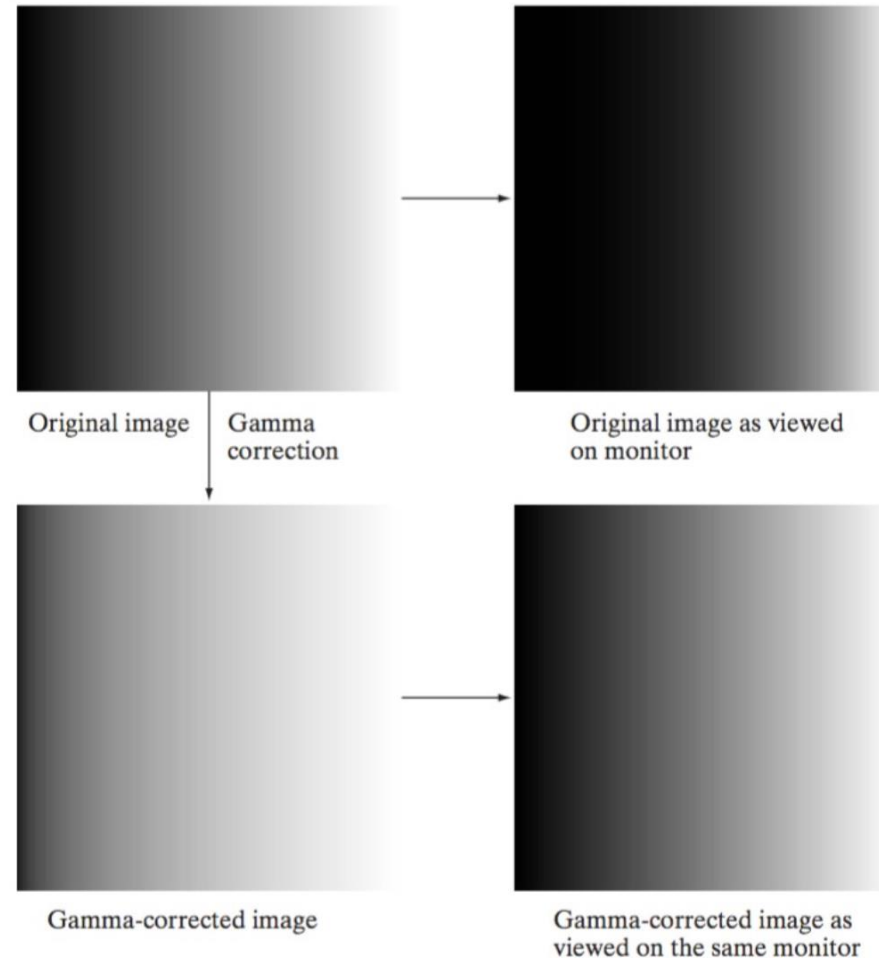 Original image
Gamma
correction
Original image as viewed
on monitor
Gamma-corrected image
Gamma-corrected image as
viewed on the same monitor